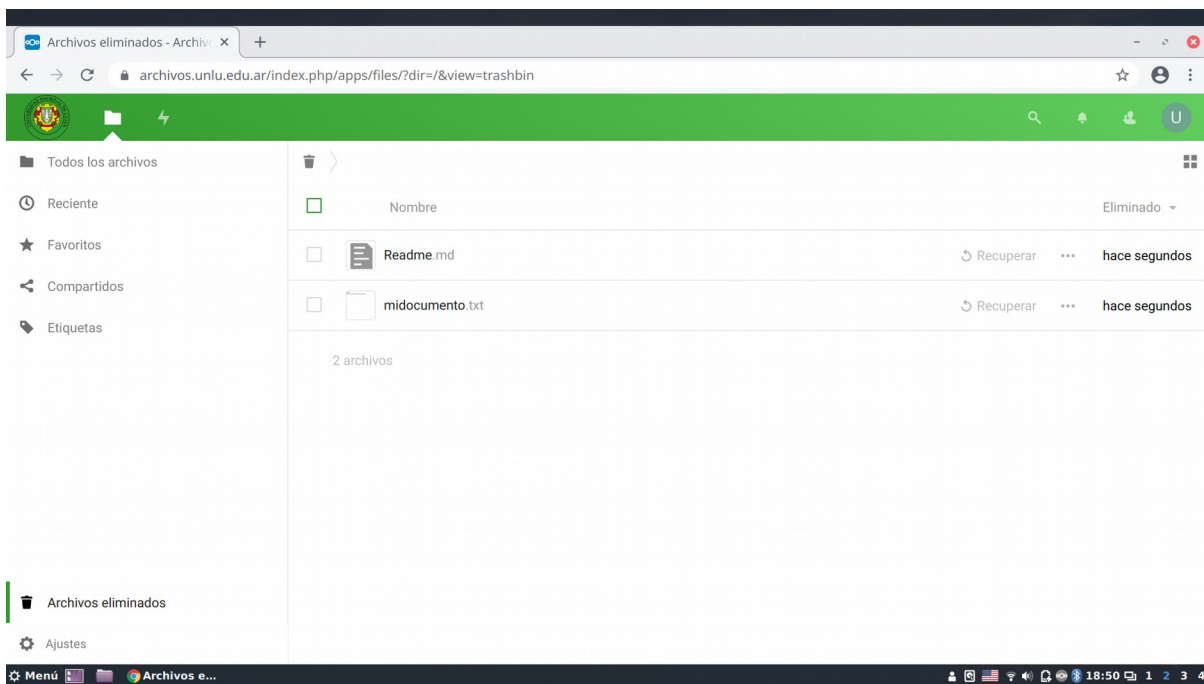 Archivos eliminados - Archiv
archivos.unlu.edu.ar/index.php/apps/files/?dir=/&view=trashbin
U
Todos los archivos
Reciente
Favoritos
Compartidos
Etiquetas
Nombre Eliminado
Readme.md Recuperar ••• hace segundos
midocumento.txt Recuperar ••• hace segundos
2 archivos
Archivos eliminados
Ajustes
Menú Archivos e... 18:50 1 2 3 4